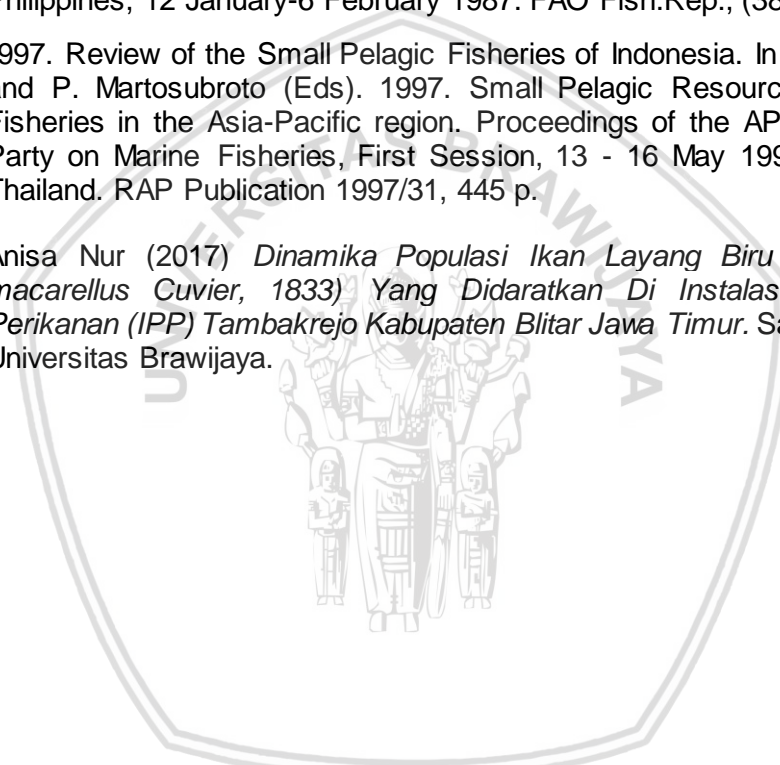 Philippines, 12 January-6 February 1987. FAO Fish.Rep., (38
1997. Review of the Small Pelagic Fisheries of Indonesia. In
and P. Martosubroto (Eds). 1997. Small Pelagic Resourc
Fisheries in the Asia-Pacific region. Proceedings of the AP
Party on Marine Fisheries, First Session, 13 - 16 May 199
Thailand. RAP Publication 1997/31, 445 p.
Anisa Nur (2017) Dinamika Populasi Ikan Layang Biru
macarellus Cuvier, 1833) Yang Didaratkan Di Instalas
Perikanan (IPP) Tambakrejo Kabupaten Blitar Jawa Timur. Sa
Universitas Brawijaya.
UNIVERSITAS BRAWIJAYA